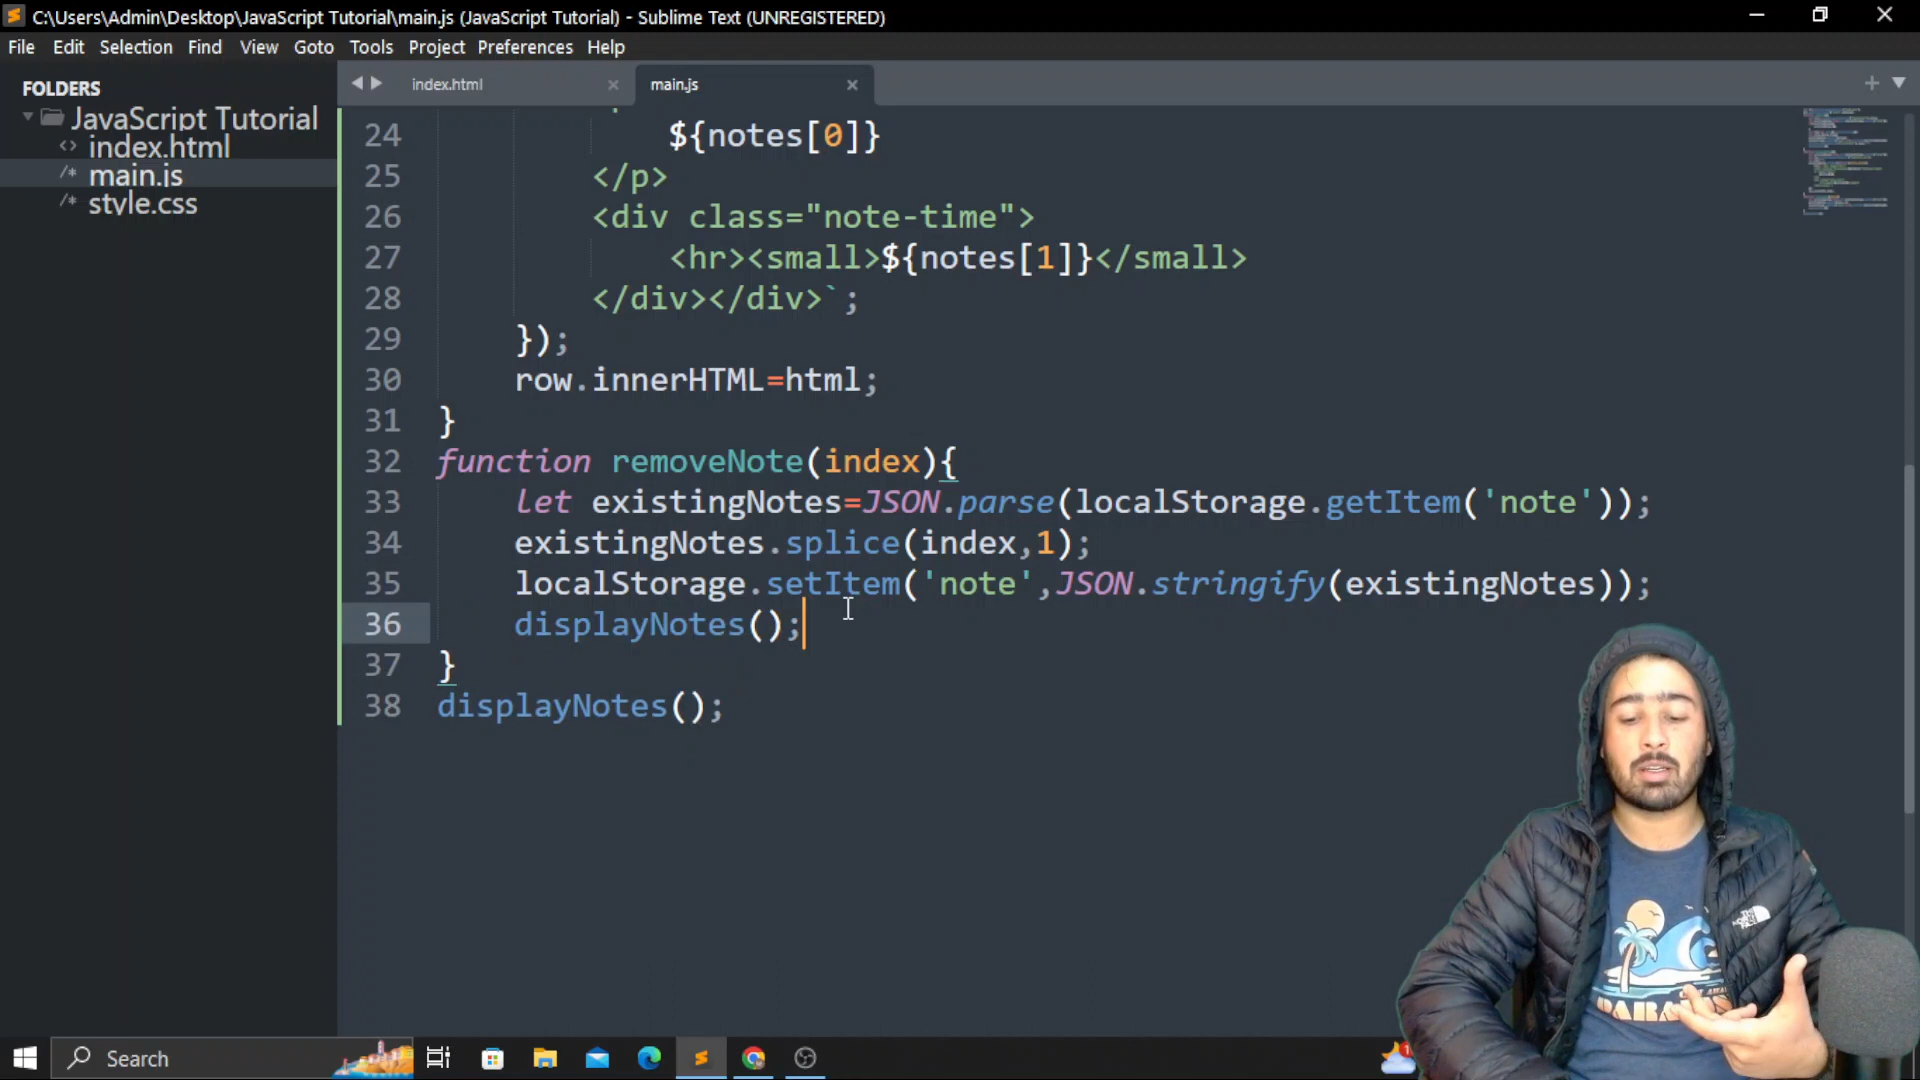 C:\Users\Admin\Desktop\JavaScript Tutorial\main.js (JavaScript Tutorial) - Sublime Text (UNREGISTERED)
File Edit Selection Find View Goto Tools Project Preferences Help
FOLDERS
JavaScript Tutorial
index.html
main.js
style.css
index.html
main.js
24 ${notes[0]}
25 </p>
26 <div class="note-time">
27 <hr><small>${notes[1]}</small>
28 </div></div>`;
29 });
30 row.innerHTML=html;
31 }
32 function removeNote(index){
33 let existingNotes=JSON.parse(localStorage.getItem('note'));
34 existingNotes.splice(index,1);
35 localStorage.setItem('note',JSON.stringify(existingNotes));
36 displayNotes();
37 }
38 displayNotes();
Search